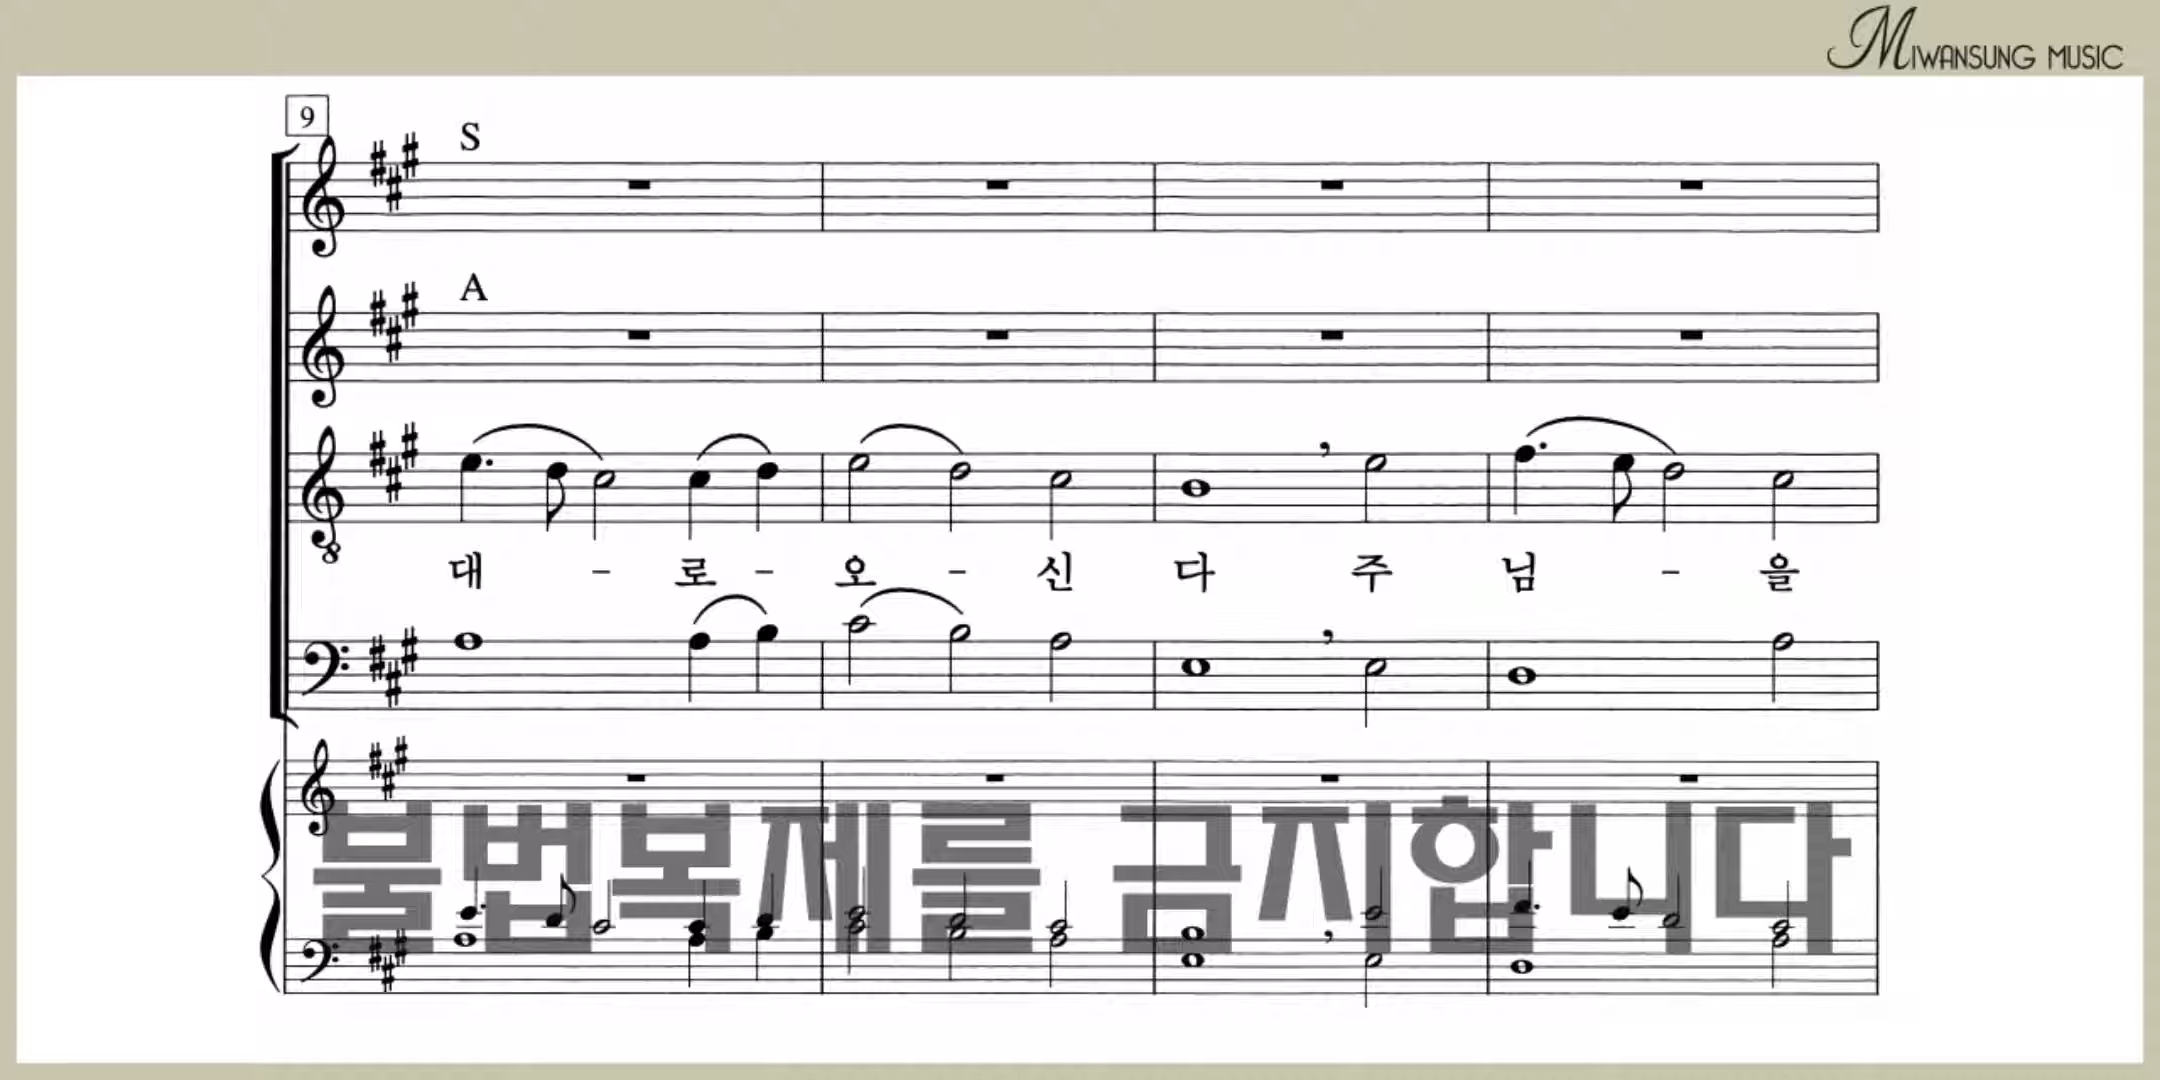 MIWANSUNG MUSIC
9
S
A
8
대 - 로 - 오 - 신 다 주 님 - 을
불법복제를 금지합니다